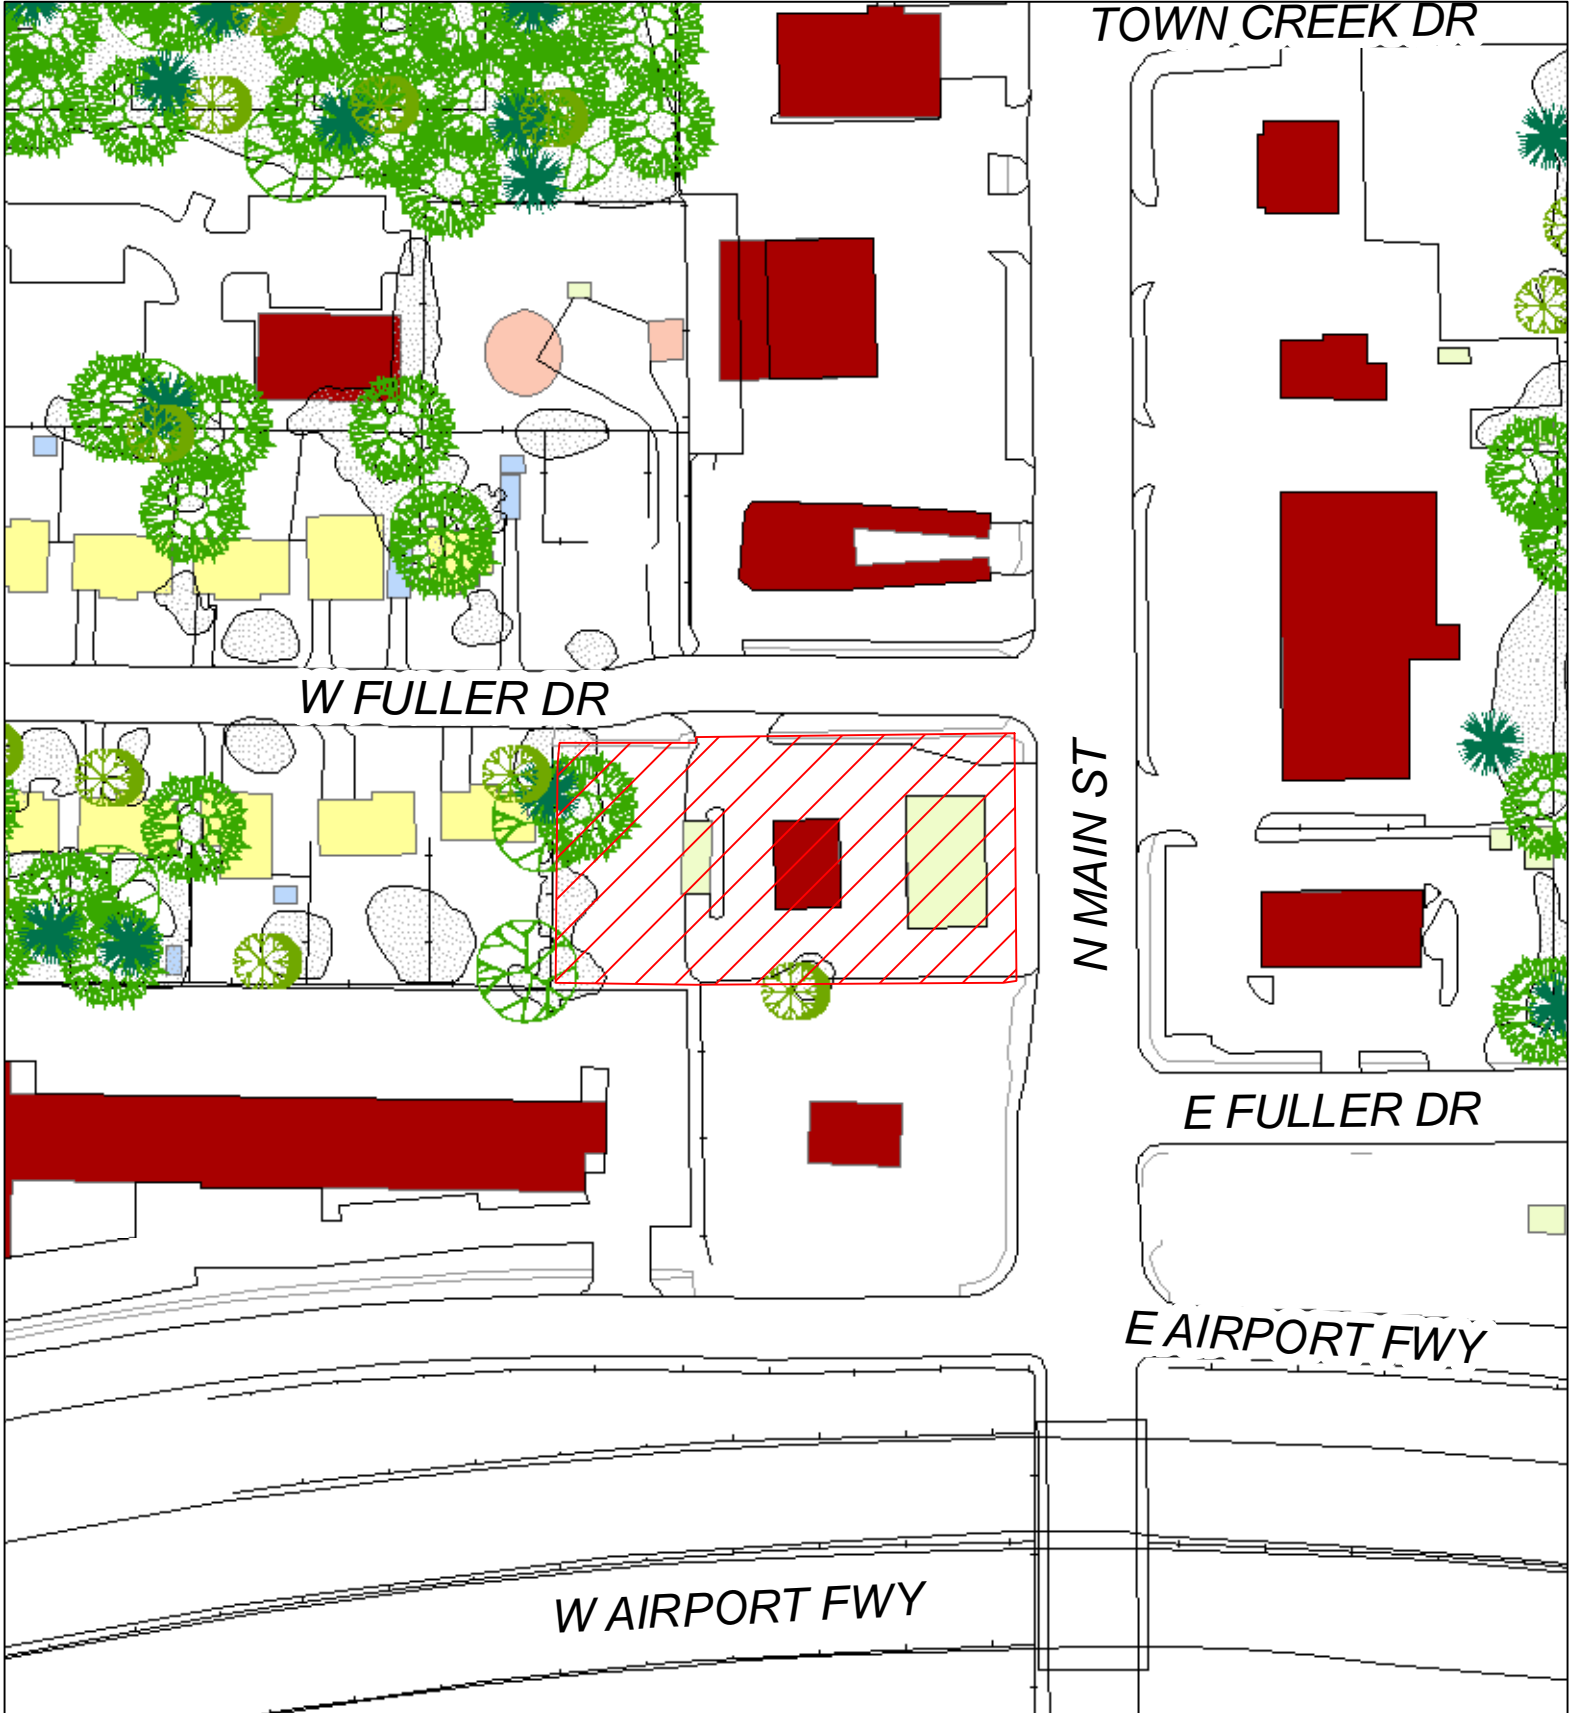 TOWN CREEK DR
W FULLER DR
N MAIN ST
E FULLER DR
E AIRPORT FWY
W AIRPORT FWY